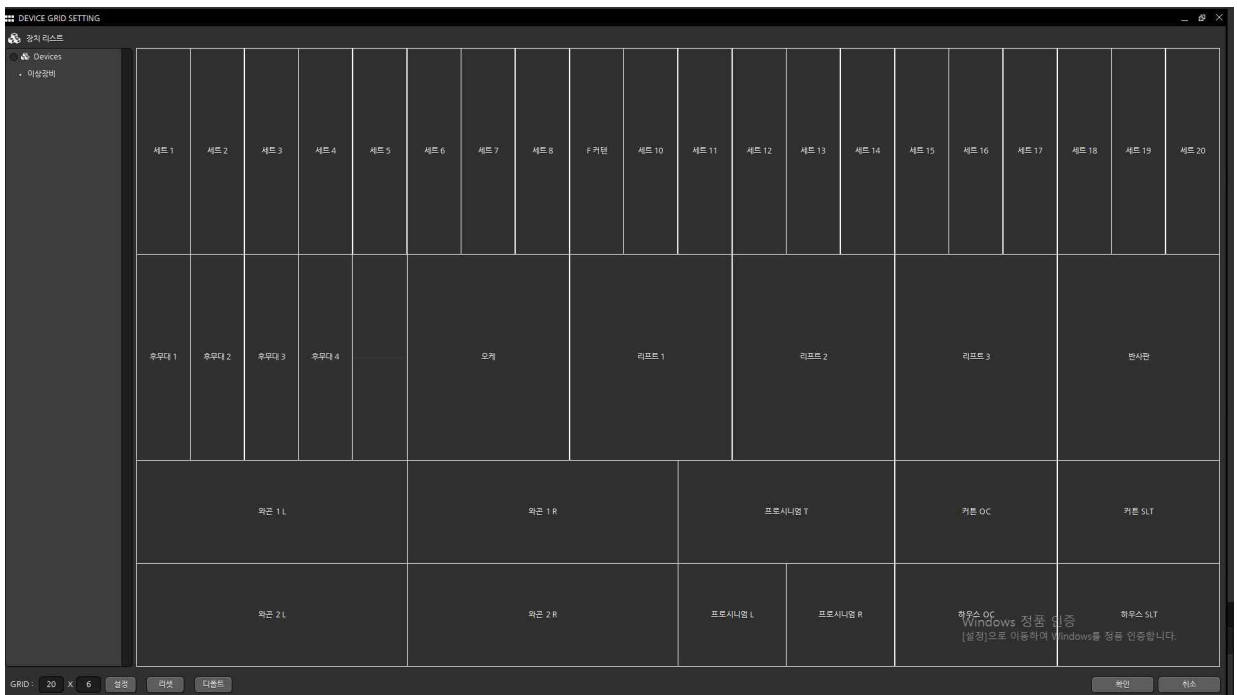 DEVICE GRID SETTING
장치 리스트
Devices
이상장비
세트 1 세트 2 세트 3 세트 4 세트 5 세트 6 세트 7 세트 8 F 커텐 세트 10 세트 11 세트 12 세트 13 세트 14 세트 15 세트 16 세트 17 세트 18 세트 19 세트 20
후무대 1 후무대 2 후무대 3 후무대 4 오케 리프트 1 리프트 2 리프트 3 반사판
와곤 1 L 와곤 1 R 프로시니엄 T 커튼 OC 커튼 SLT
와곤 2 L 와곤 2 R 프로시니엄 L 프로시니엄 R 하우스 OC 하우스 SLT
Windows 정품 인증
[설정]으로 이동하여 Windows를 정품 인증합니다.
GRID : 20 X 6 설정 리셋 디폴트 확인 취소